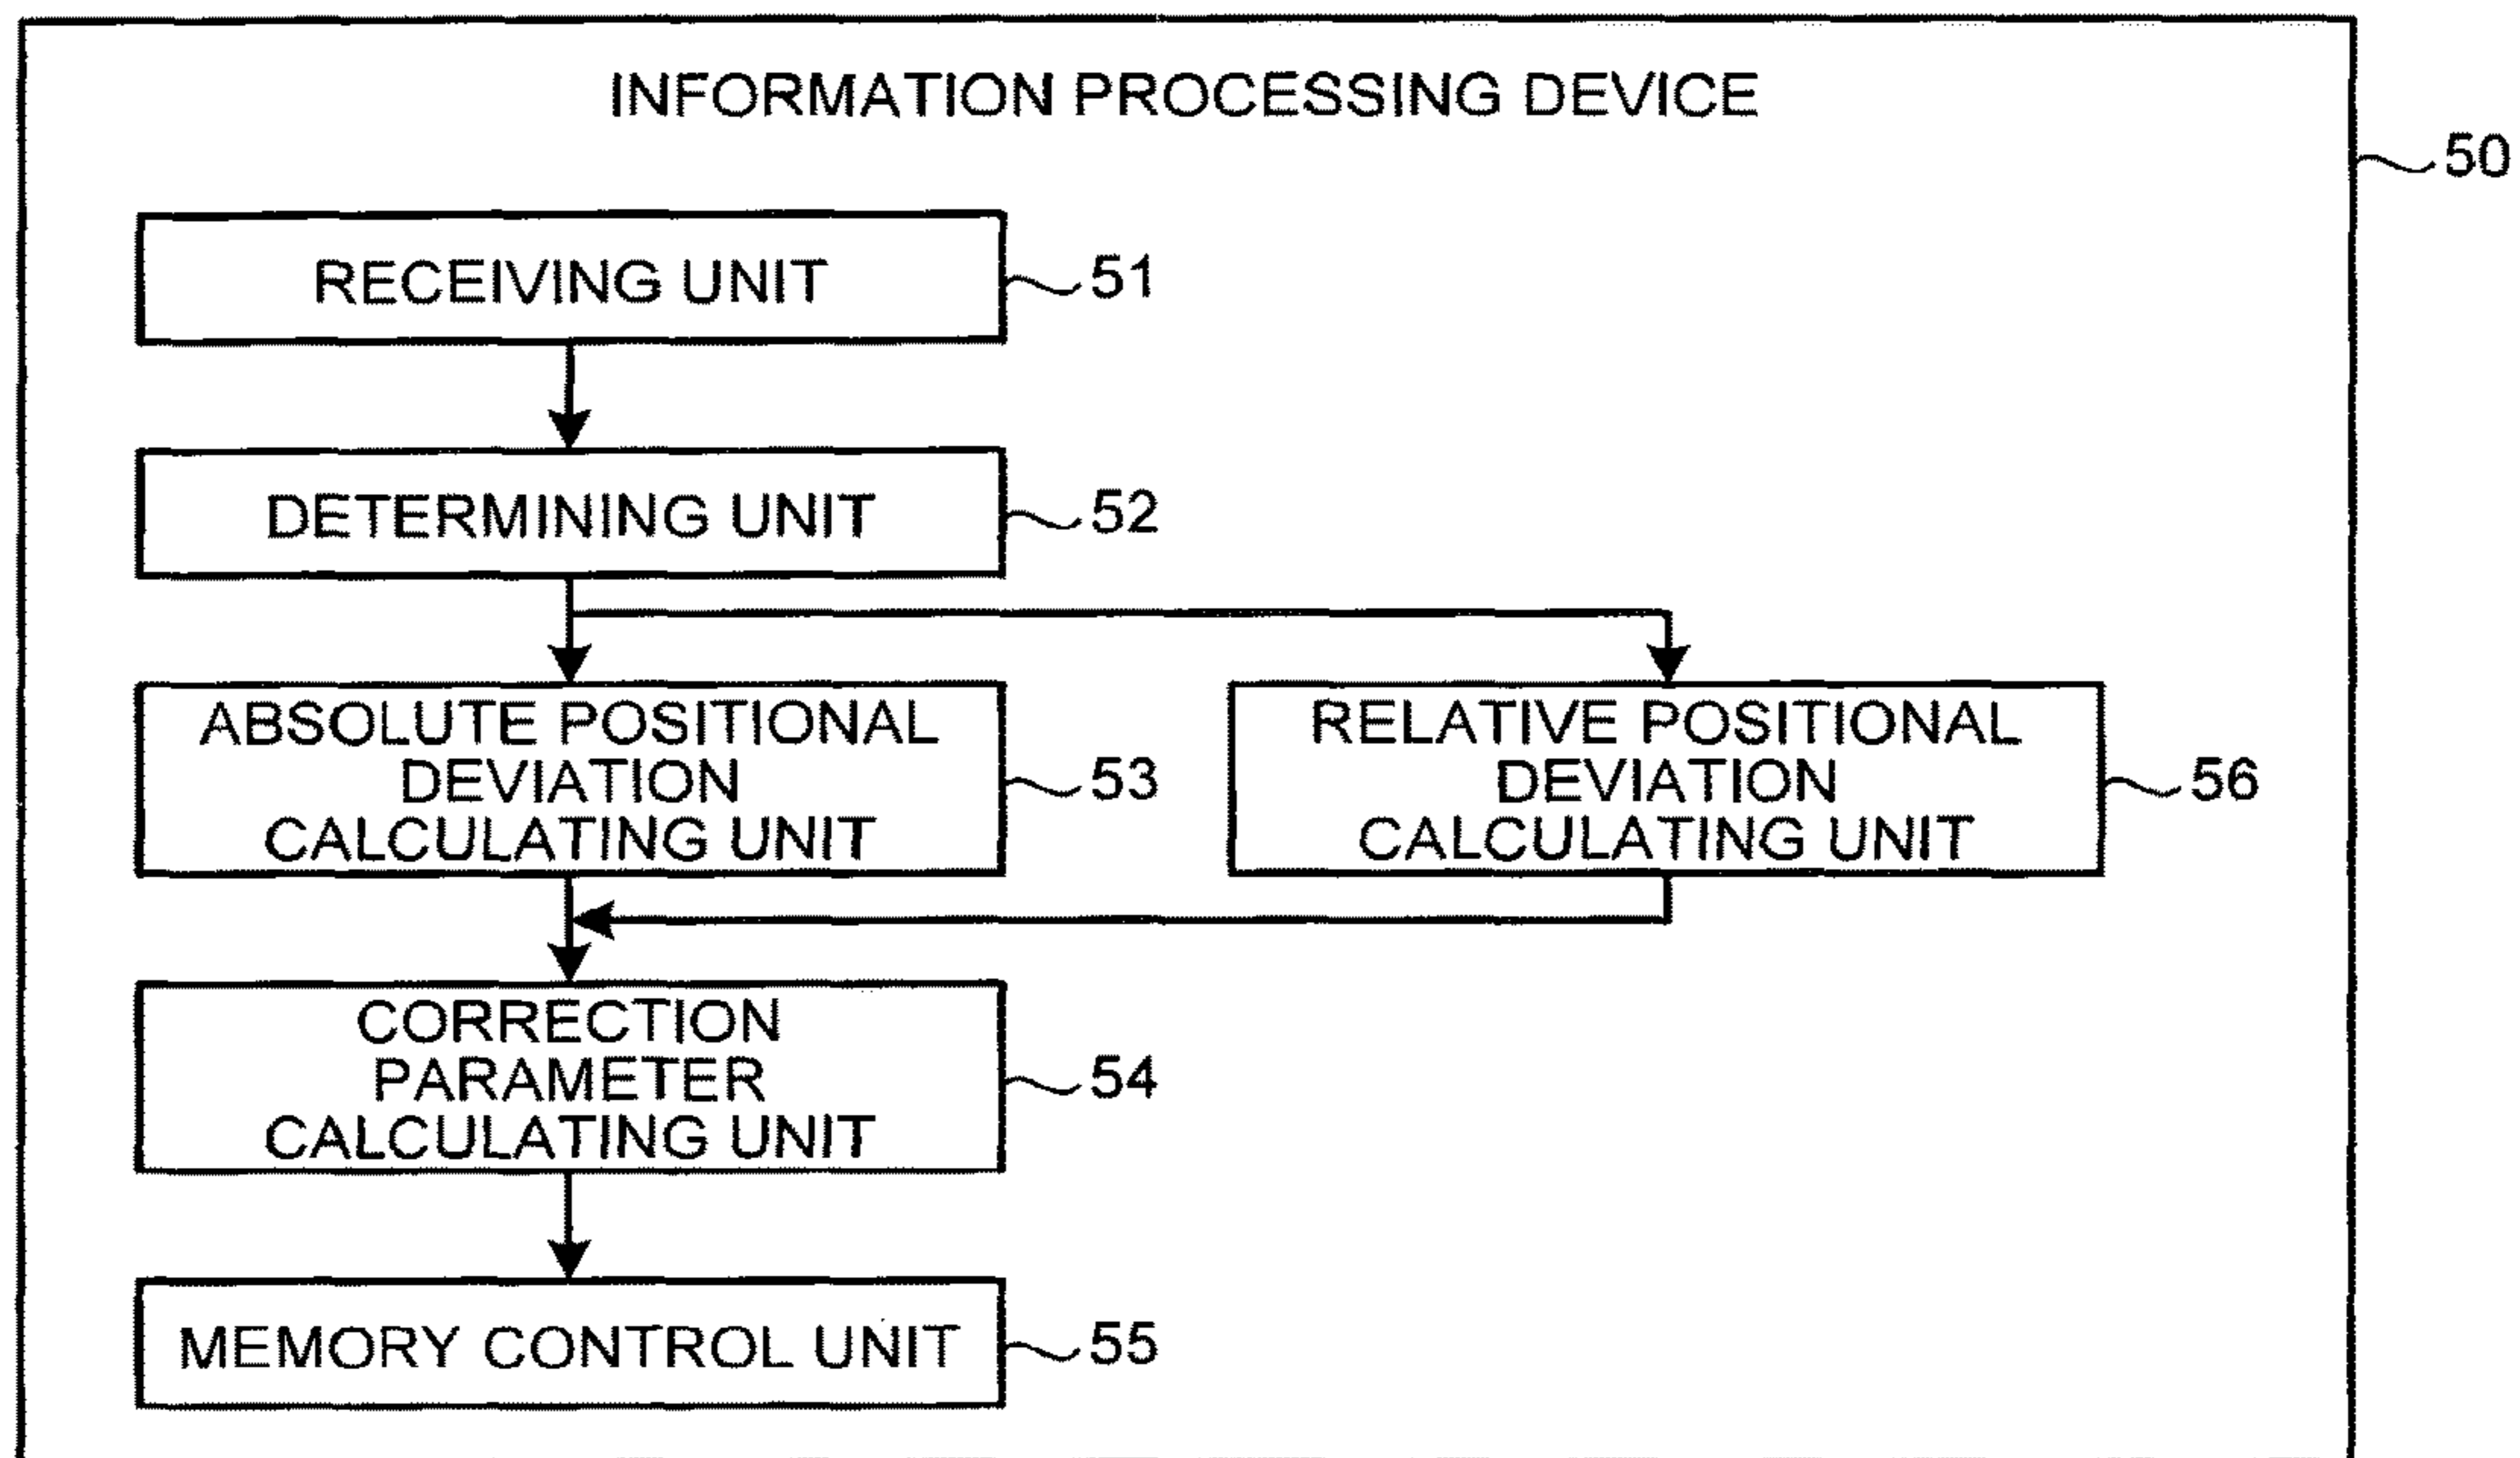 INFORMATION PROCESSING DEVICE
50
RECEIVING UNIT
51
DETERMINING UNIT
52
ABSOLUTE POSITIONAL
DEVIATION
CALCULATING UNIT
53
RELATIVE POSITIONAL
DEVIATION
CALCULATING UNIT
56
CORRECTION
PARAMETER
CALCULATING UNIT
54
MEMORY CONTROL UNIT
55